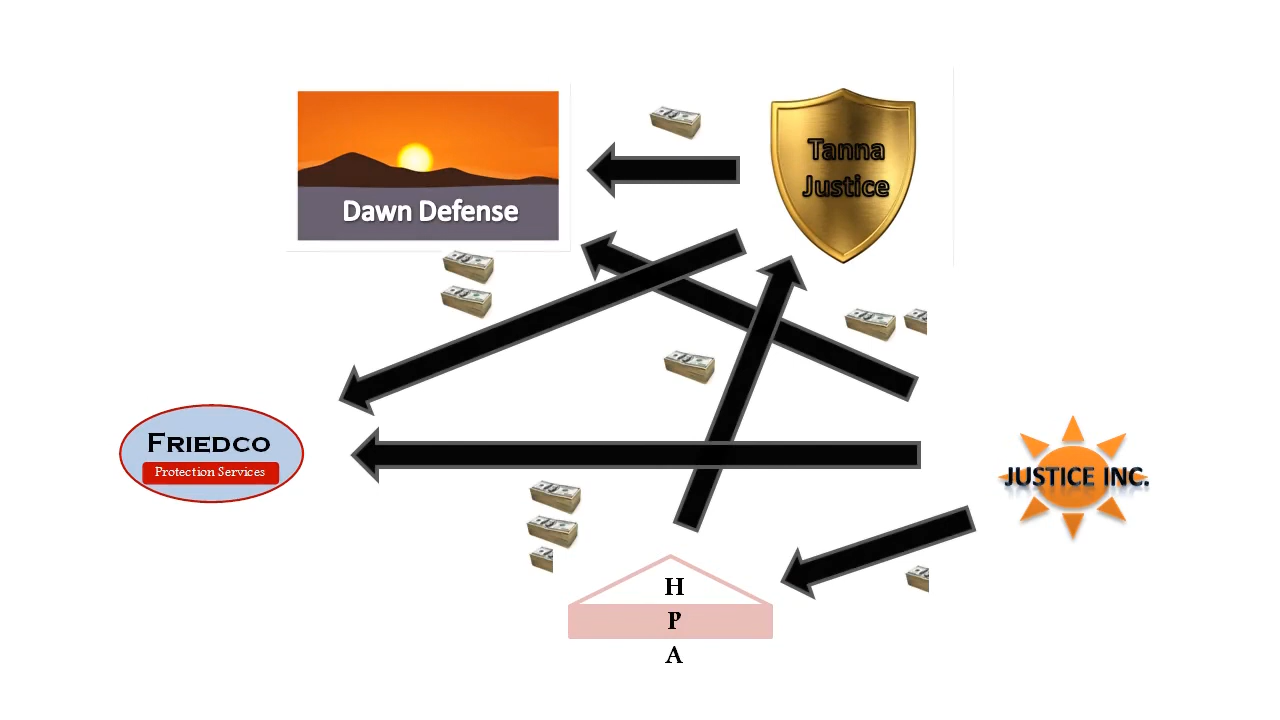 Dawn Defense
Tanna
Justice
FRIEDCO
Protection Services
JUSTICE INC.
H
P
A